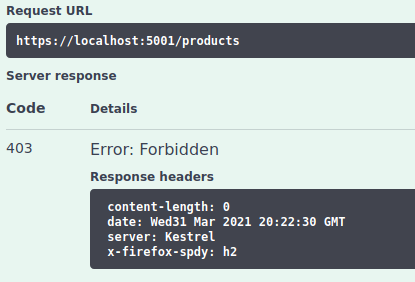 Request URL
https://localhost:5001/products
Server response
Code Details
403 Error: Forbidden
Response headers
content-length: 0
date: Wed31 Mar 2021 20:22:30 GMT
server: Kestrel
x-firefox-spdy: h2